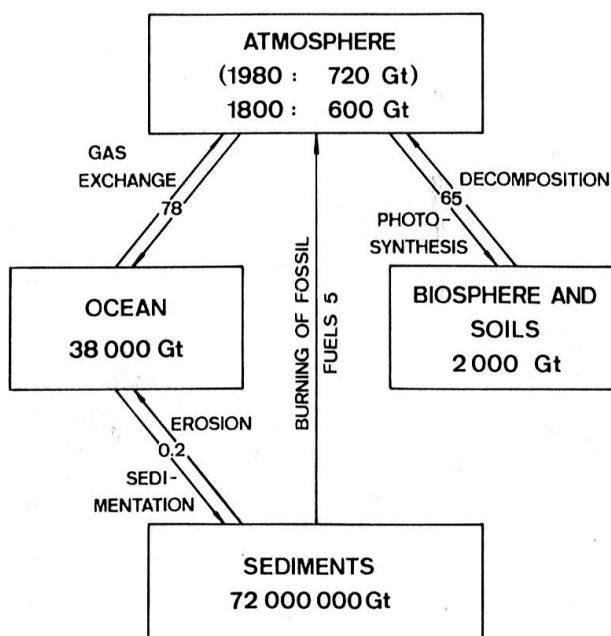 ATMOSPHERE
(1980 : 720 Gt)
1800 : 600 Gt
GAS
EXCHANGE
78
DECOMPOSITION
65
PHOTO-
SYNTHESIS
OCEAN
38 000 Gt
BURNING OF FOSSIL
FUELS 5
BIOSPHERE AND
SOILS
2 000 Gt
EROSION
0.2
SEDI-
MENTATION
SEDIMENTS
72 000 000 Gt